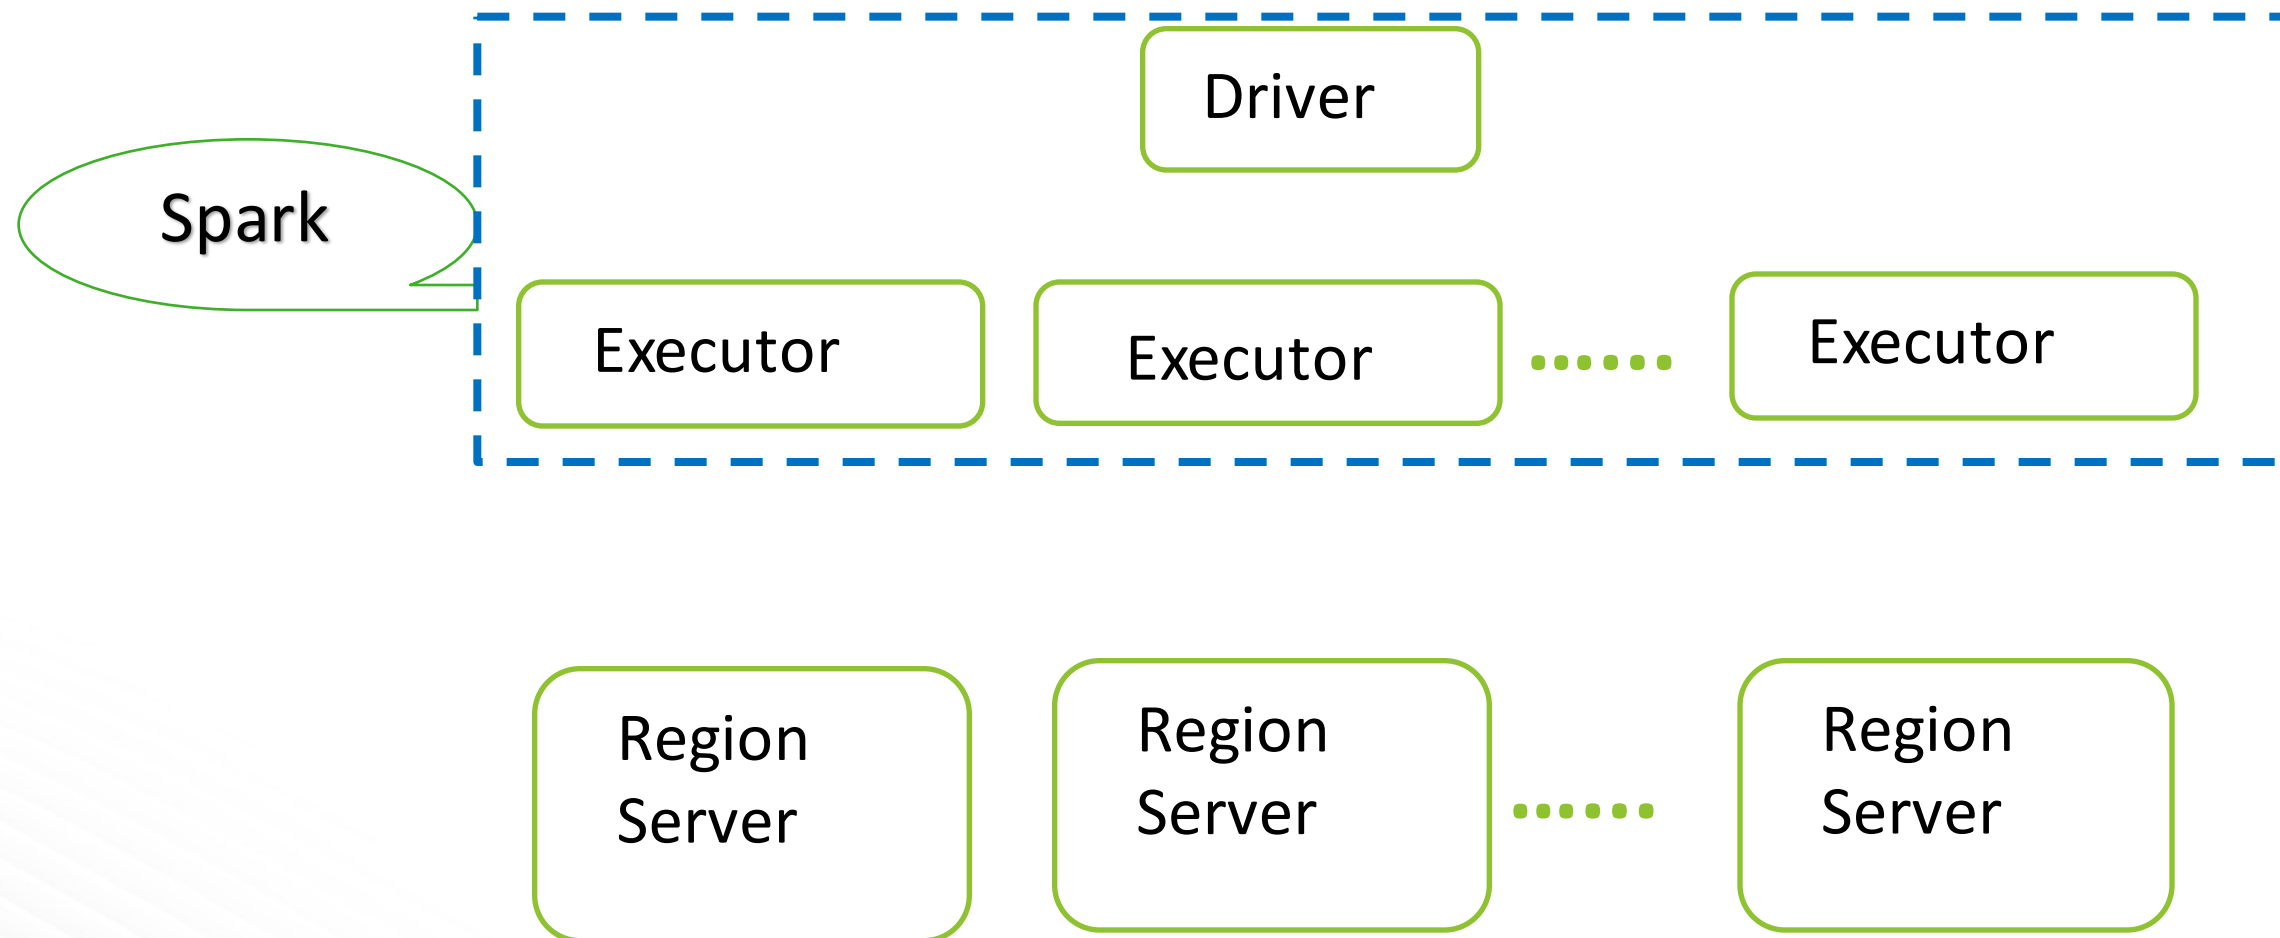 Driver
Spark
Executor
Executor
Executor
Region
Server
Region
Server
Region
Server